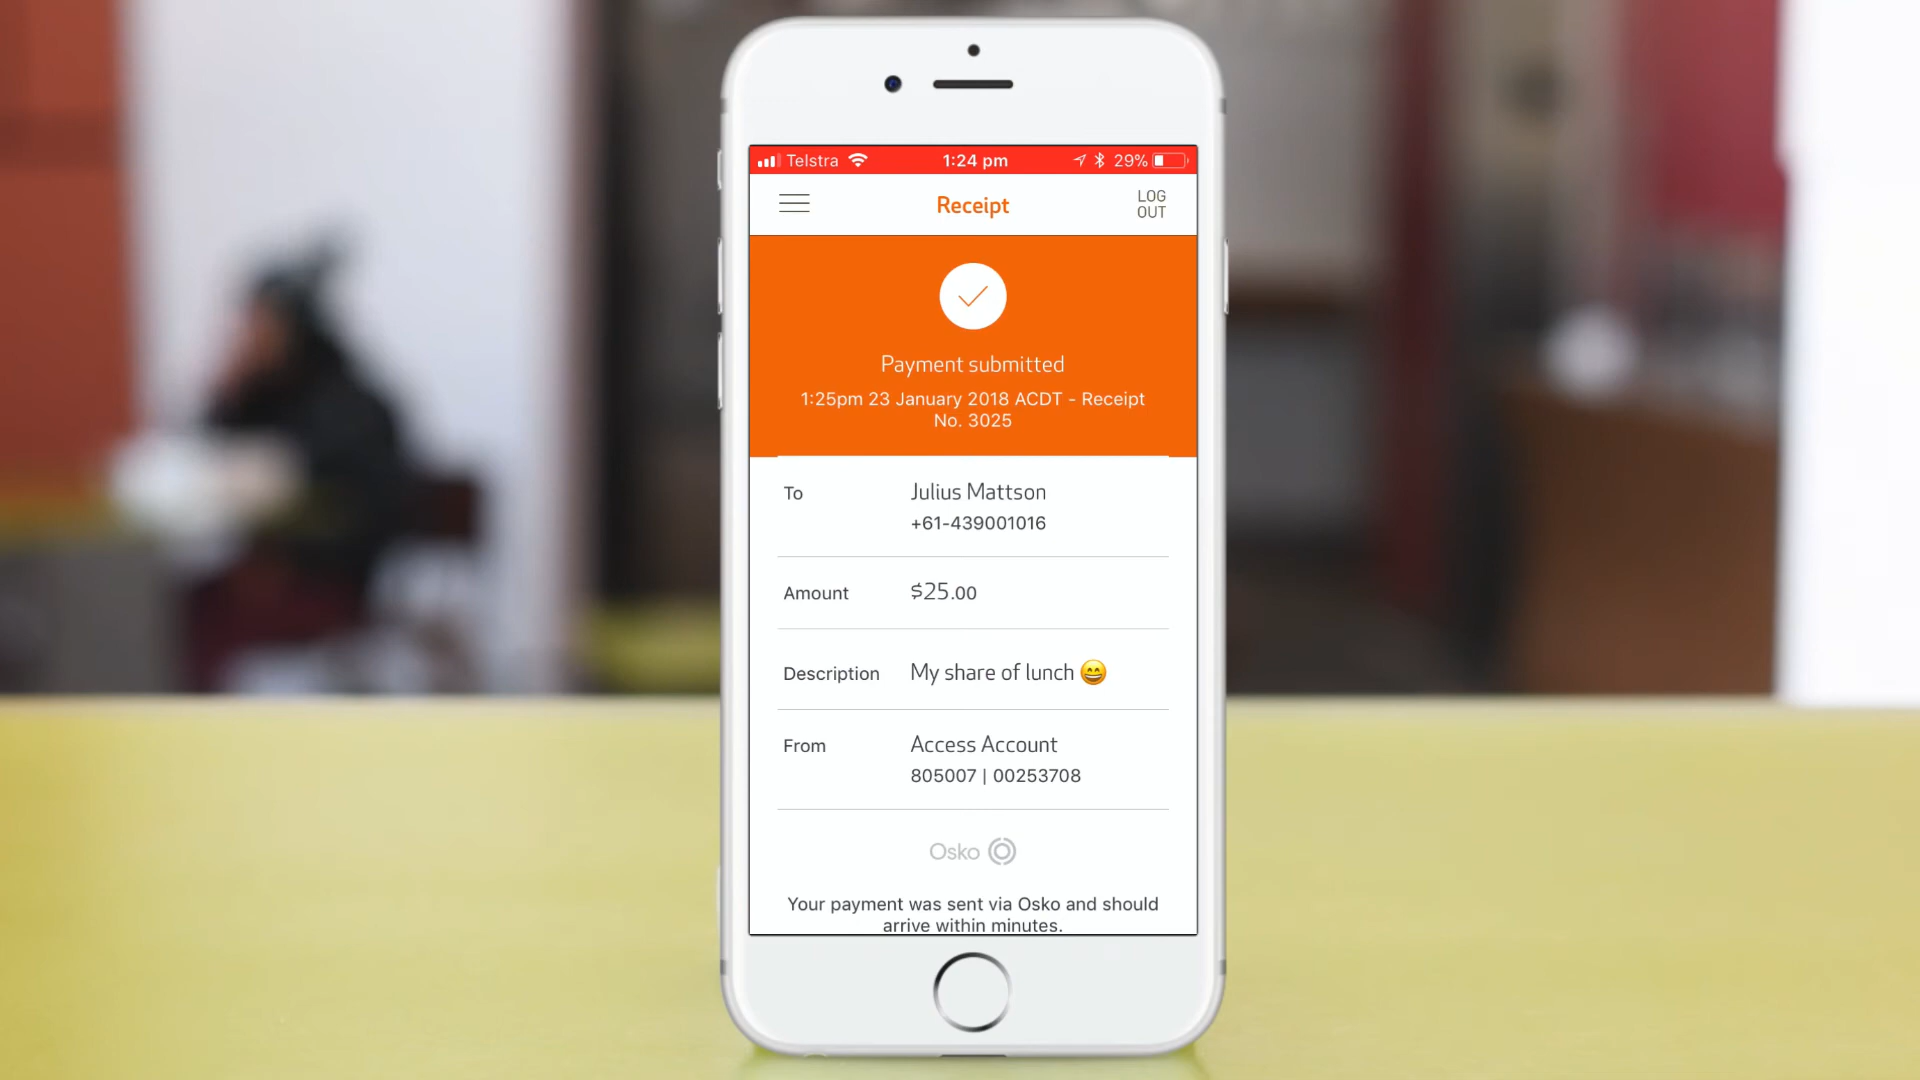 Telstra 1:24 pm 29%
Receipt
LOG
OUT
Payment submitted
1:25pm 23 January 2018 ACDT - Receipt
No. 3025
To Julius Mattson
+61-439001016
Amount $25.00
Description My share of lunch 😄
From Access Account
805007 | 00253708
Osko
Your payment was sent via Osko and should
arrive within minutes.